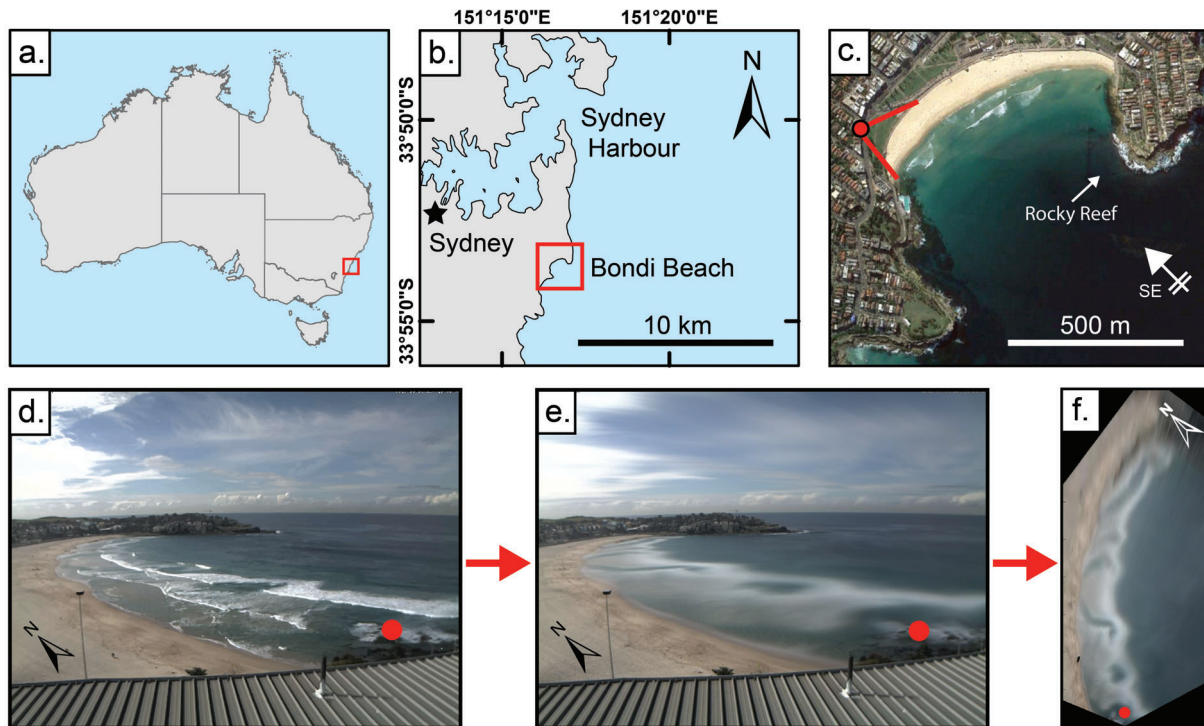 a.
b.
151°15'0"E
151°20'0"E
33°50'0"S
33°55'0"S
N
Sydney
Harbour
Sydney
Bondi Beach
10 km
c.
Rocky Reef
SE
500 m
d.
N
e.
N
f.
N